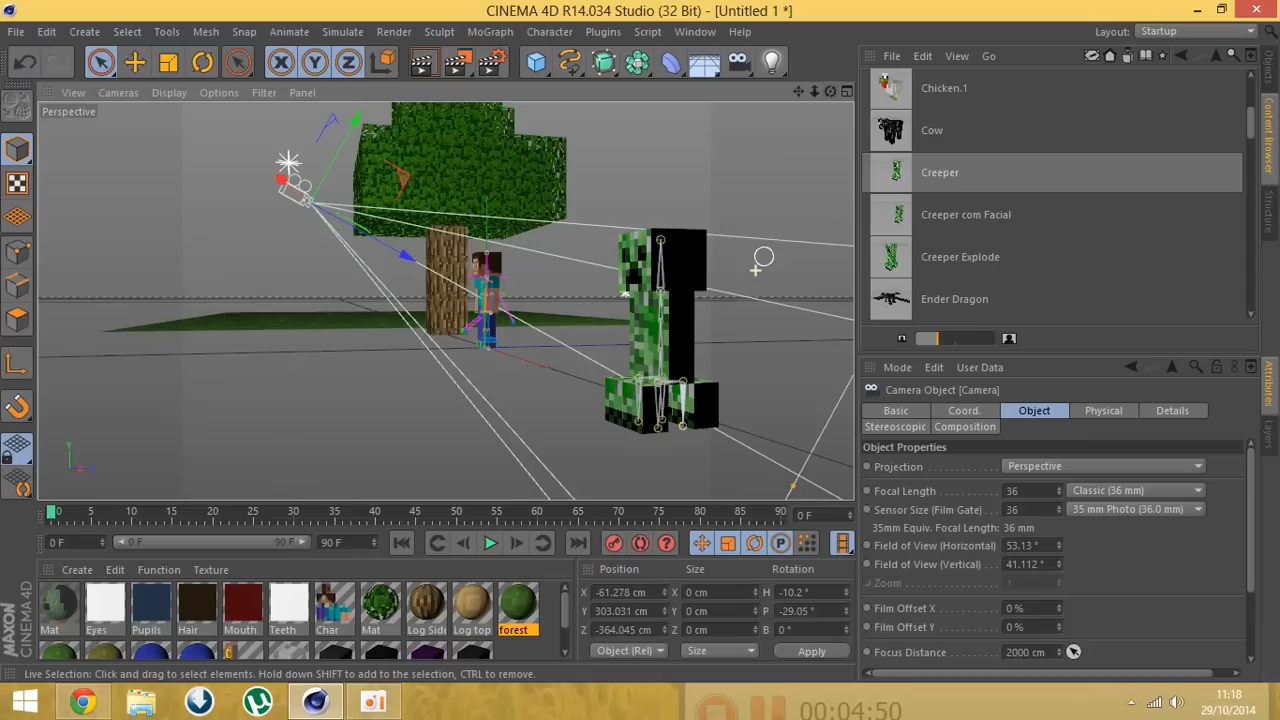 CINEMA 4D R14.034 Studio (32 Bit) - [Untitled 1 *]
File Edit Create Select Tools Mesh Snap Animate Simulate Render Sculpt MoGraph Character Plugins Script Window Help
Layout: Startup
View Cameras Display Options Filter Panel
Perspective
File Edit View Go
Chicken.1
Cow
Creeper
Creeper com Facial
Creeper Explode
Ender Dragon
Objects
Content Browser
Structure
Mode Edit User Data
Camera Object [Camera]
Basic Coord. Object Physical Details
Stereoscopic Composition
Object Properties
Projection Perspective
Focal Length 36 Classic (36 mm)
Sensor Size (Film Gate) 36 35 mm Photo (36.0 mm)
35mm Equiv. Focal Length: 36 mm
Field of View (Horizontal) 53.13 °
Field of View (Vertical) 41.112 °
Zoom 1
Film Offset X 0 %
Film Offset Y 0 %
Focus Distance 2000 cm
Attributes
Layers
Y
0 5 10 15 20 25 30 35 40 45 50 55 60 65 70 75 80 85 90 0 F
0 F 0 F 90 F 90 F
Create Edit Function Texture
Mat Eyes Pupils Hair Mouth Teeth Char Mat Log Side Log top forest
Position Size Rotation
X -61.278 cm X 0 cm H -10.2 °
Y 303.031 cm Y 0 cm P -29.05 °
Z -364.045 cm Z 0 cm B 0 °
Object (Rel) Size Apply
MAXON CINEMA 4D
Live Selection: Click and drag to select elements. Hold down SHIFT to add to the selection, CTRL to remove.
00:04:50
11:18
29/10/2014